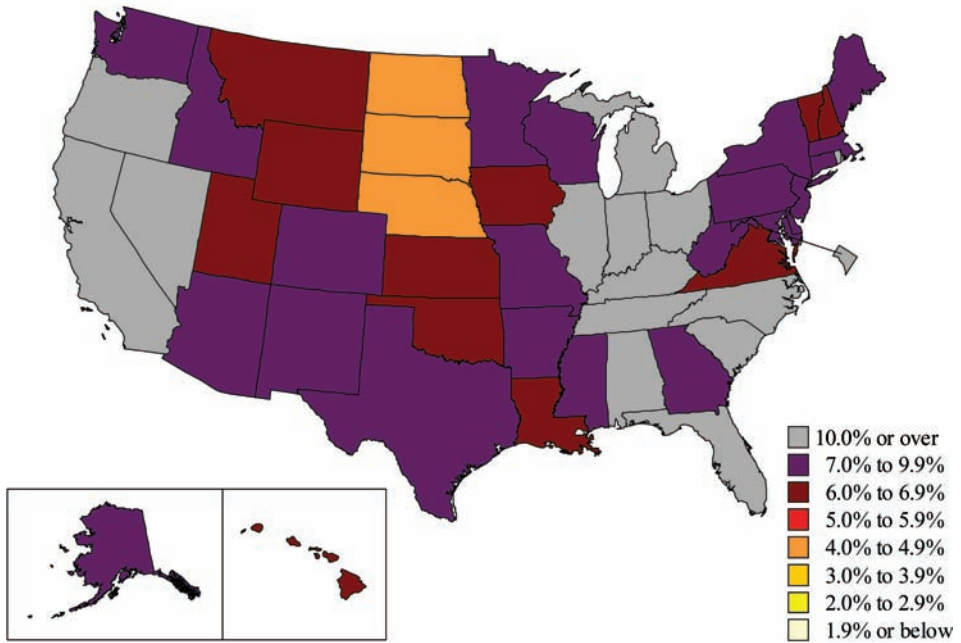 10.0% or over
7.0% to 9.9%
6.0% to 6.9%
5.0% to 5.9%
4.0% to 4.9%
3.0% to 3.9%
2.0% to 2.9%
1.9% or below